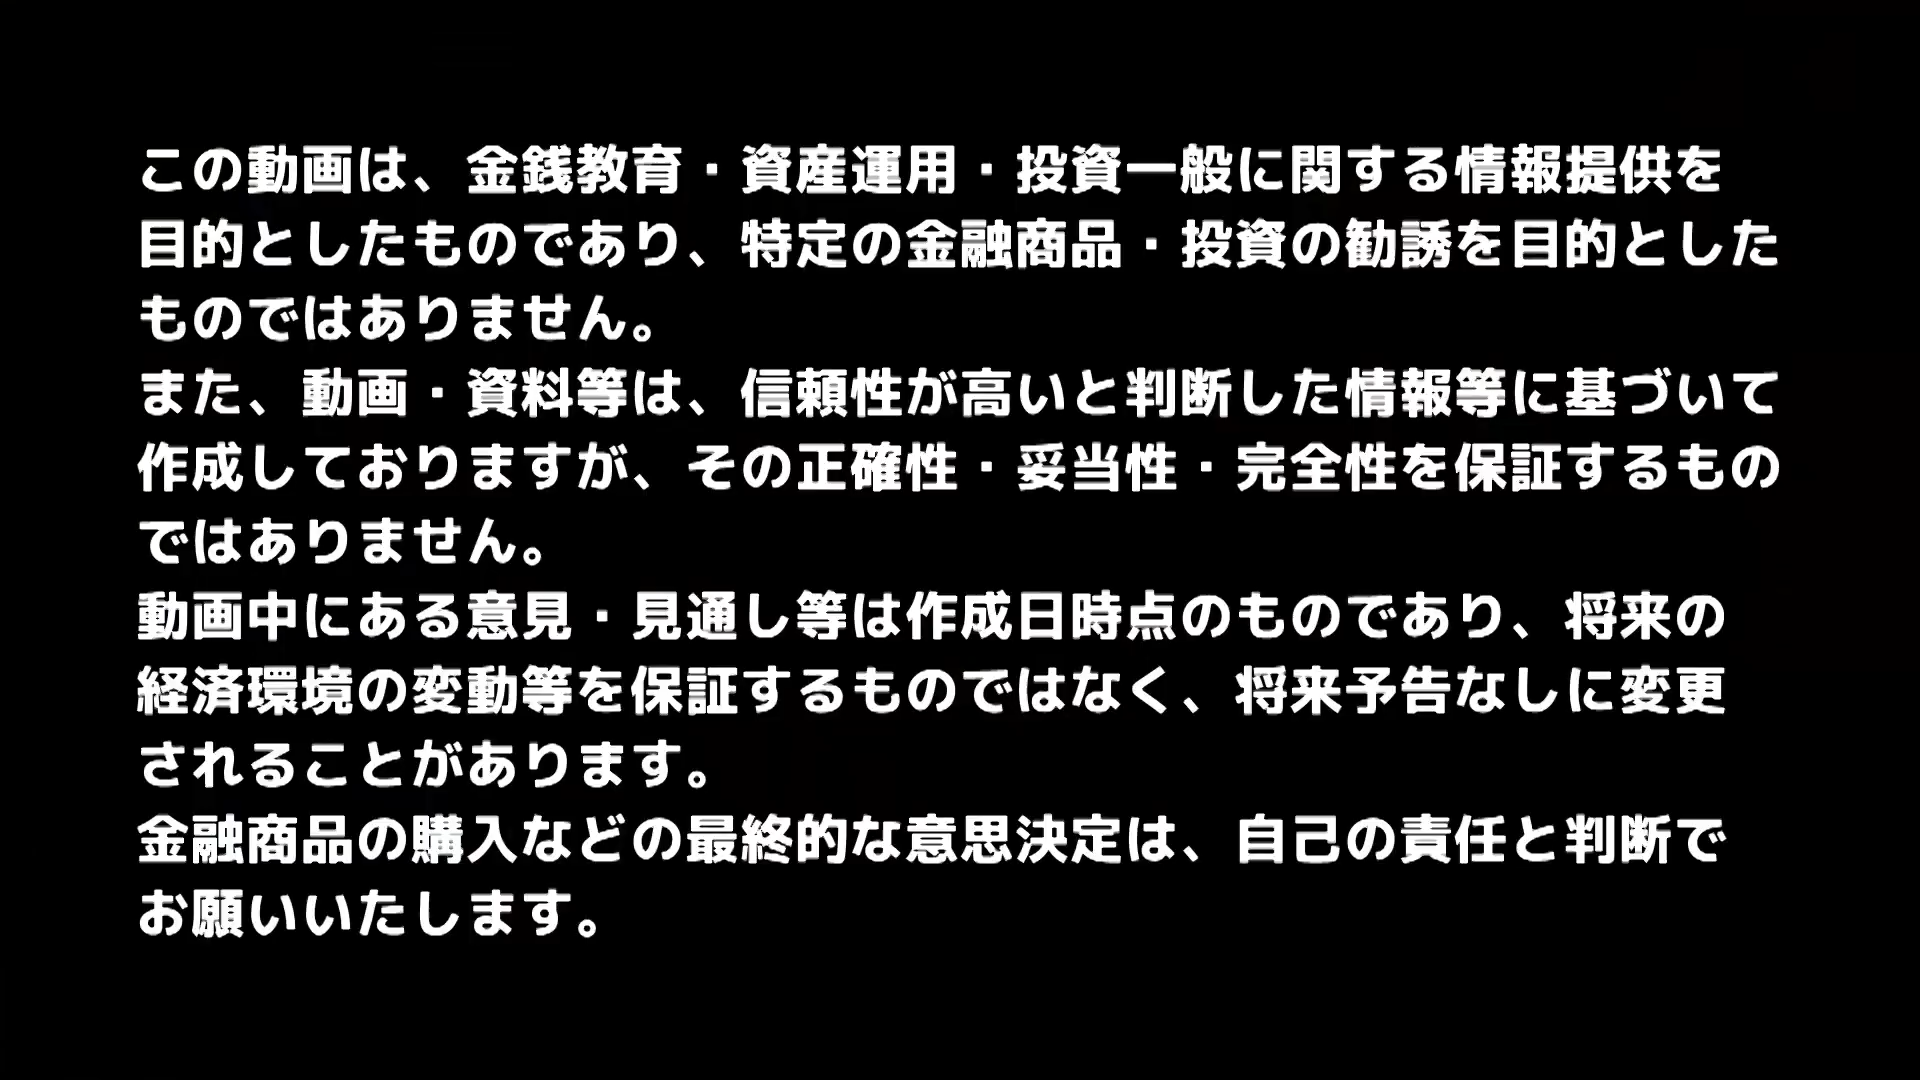 この動画は、金銭教育・資産運用・投資一般に関する情報提供を
目的としたものであり、特定の金融商品・投資の勧誘を目的とした
ものではありません。
また、動画・資料等は、信頼性が高いと判断した情報等に基づいて
作成しておりますが、その正確性・妥当性・完全性を保証するもの
ではありません。
動画中にある意見・見通し等は作成日時点のものであり、将来の
経済環境の変動等を保証するものではなく、将来予告なしに変更
されることがあります。
金融商品の購入などの最終的な意思決定は、自己の責任と判断で
お願いいたします。